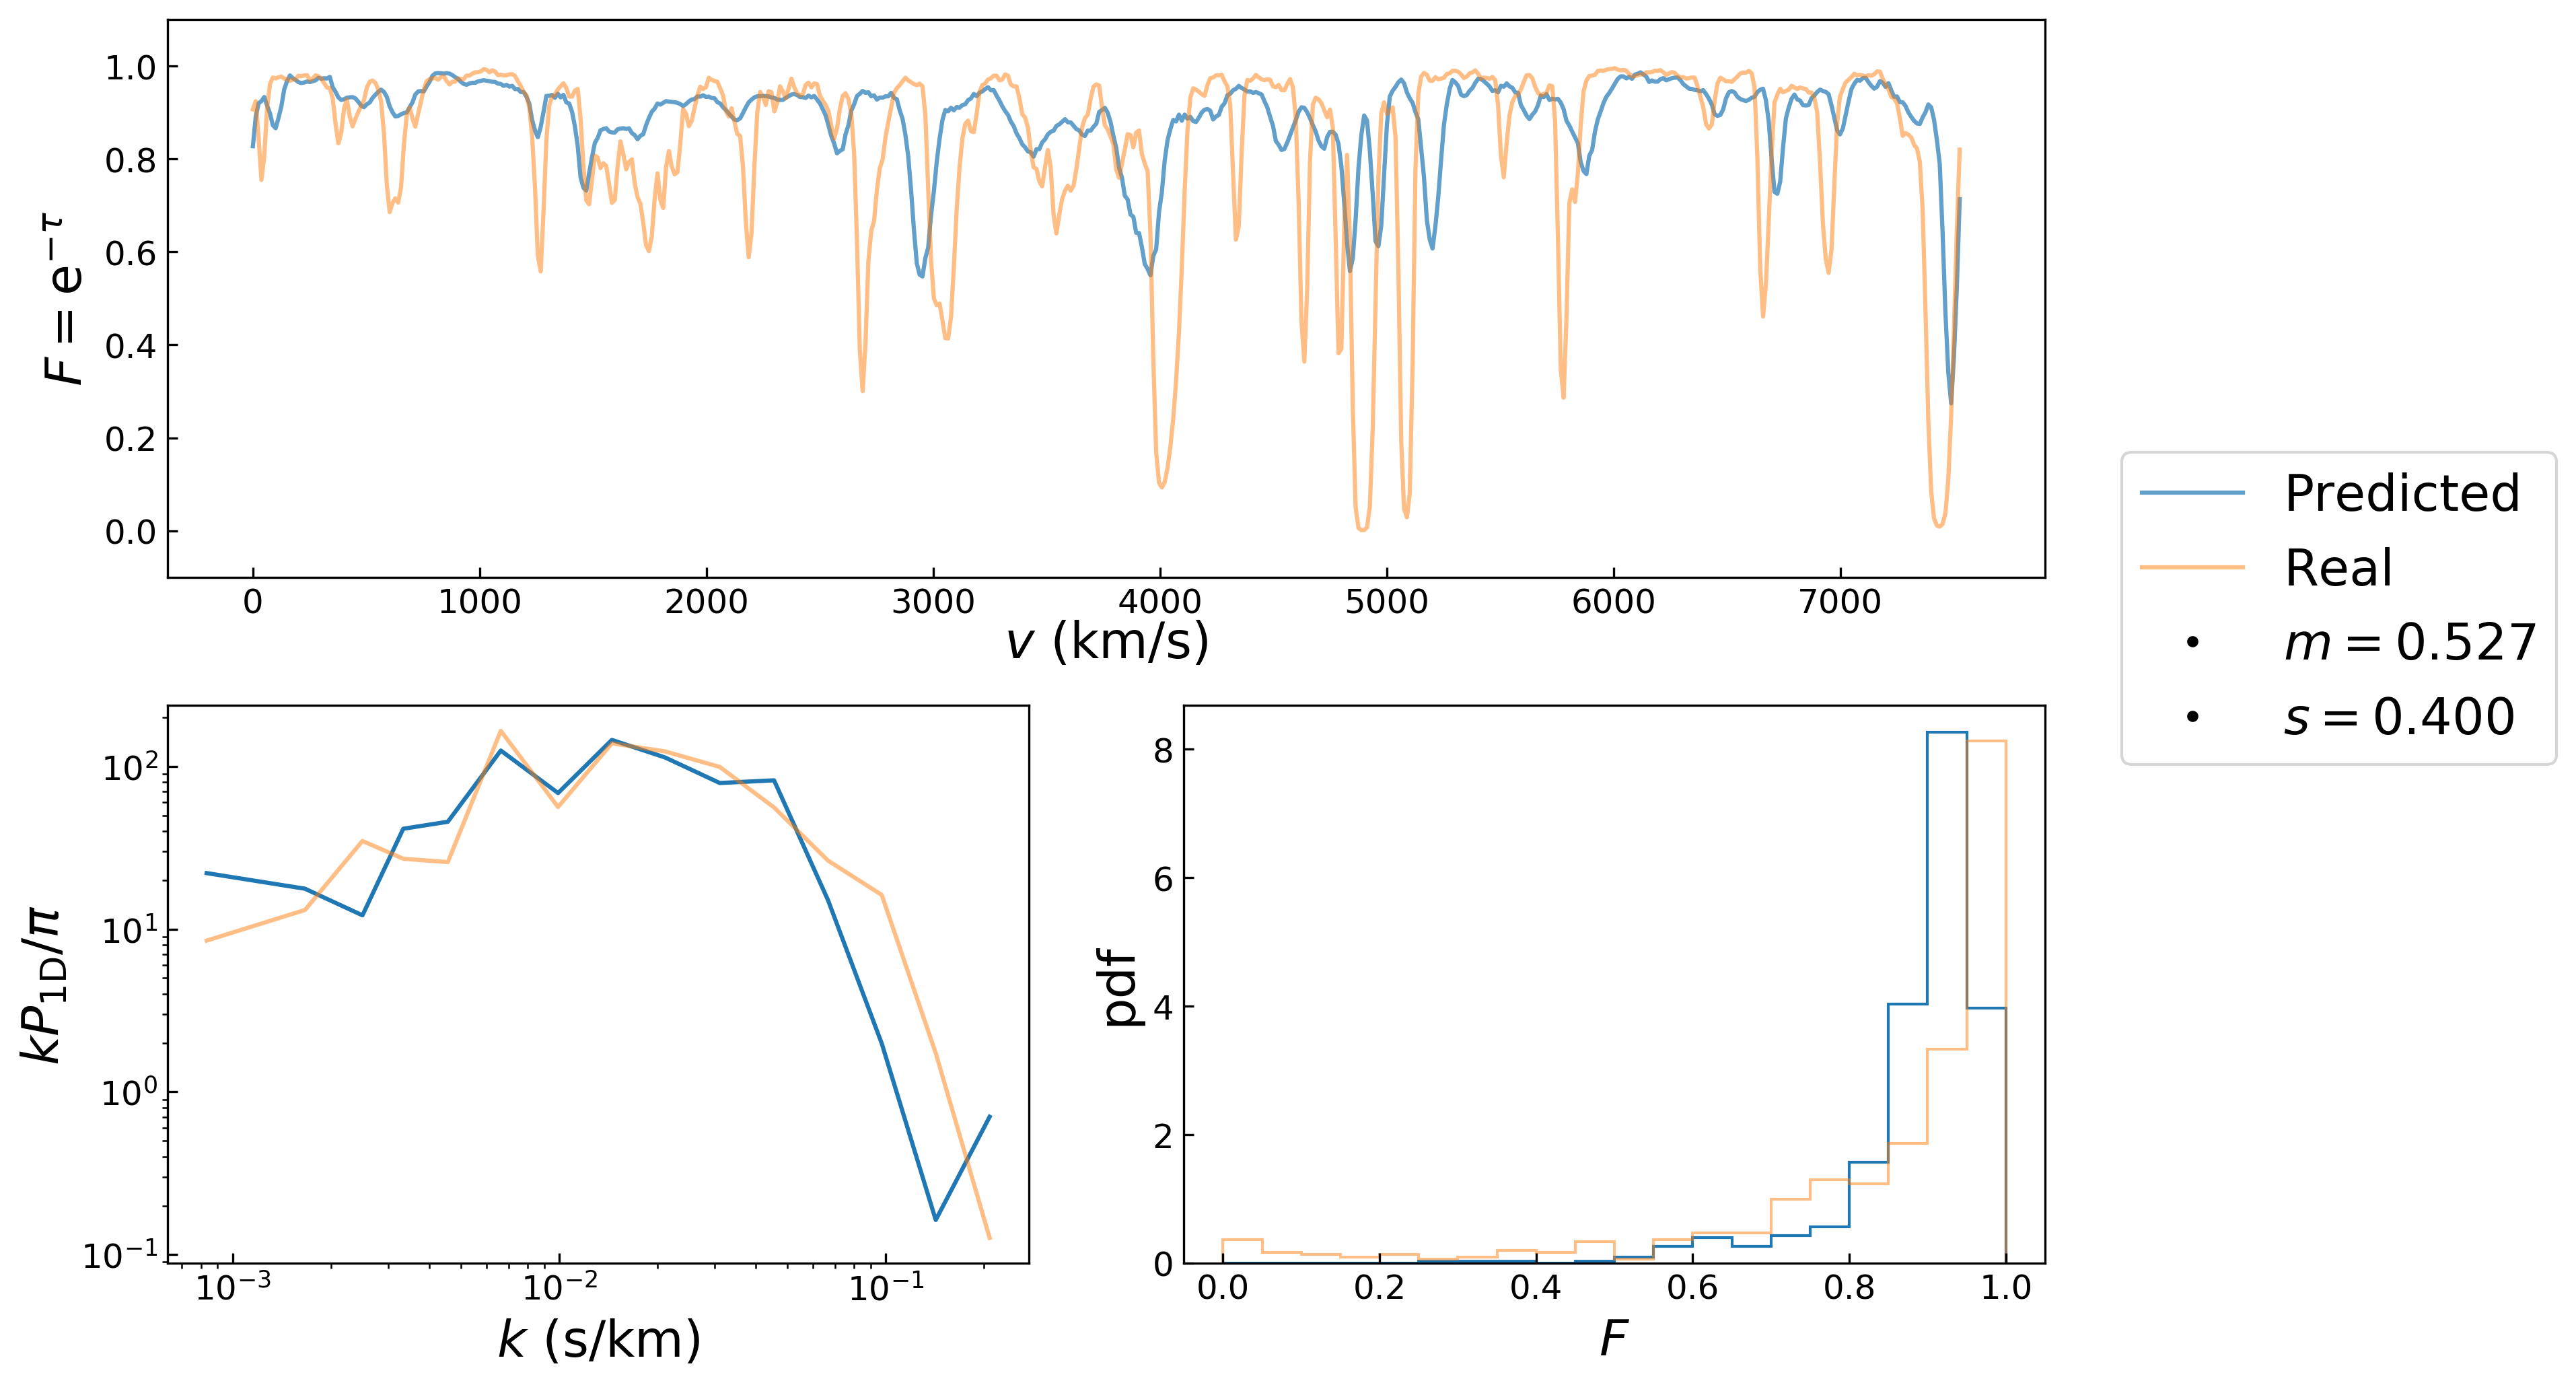 1.0
0.8
0.6
0.4
0.2
0.0
F = e^{−τ}
0 1000 2000 3000 4000 5000 6000 7000
v (km/s)
Predicted
Real
m = 0.527
s = 0.400
10^2
10^1
10^0
10^{−1}
kP_{1D}/π
10^{−3} 10^{−2} 10^{−1}
k (s/km)
8
6
4
2
0
pdf
0.0 0.2 0.4 0.6 0.8 1.0
F